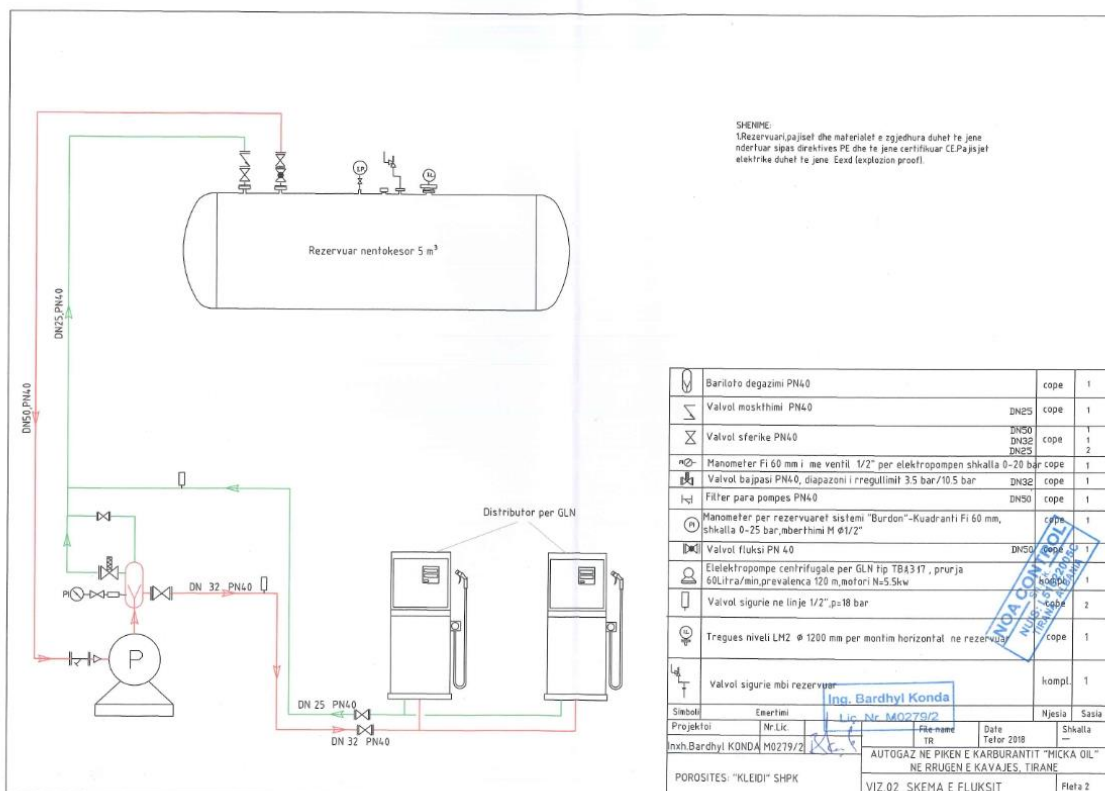 SHENIME:
1.Rezervuari,pajiset dhe materialet e zgjedhura duhet te jene
ndertuar sipas direktives PE dhe te jene certifikuar CE.Pajisjet
elektrike duhet te jene Eexd (explozion proof).
Rezervuar nentokesor 5 m³
DN25,PN40
DN50,PN40
Distributor per GLN
DN 32, PN40
PI
P
DN 25 PN40
DN 32 PN40
Bariloto degazimi PN40 cope 1
Valvol moskthimi PN40 DN25 cope 1
Valvol sferike PN40 cope
DN50 1
DN32 1
DN25 2
Manometer Fi 60 mm i me ventil 1/2" per elektropompen shkalla 0-20 bar cope 1
Valvol bajpasi PN40, diapazoni i rregullimit 3.5 bar/10.5 bar DN32 cope 1
Filter para pompes PN40 DN50 cope 1
PI Manometer per rezervuaret sistemi "Burdon"-Kuadranti Fi 60 mm, cope 1
shkalla 0-25 bar,mberthimi M ø1/2"
Valvol fluksi PN 40 DN50 cope 1
Elelektropompe centrifugale per GLN tip TBA317 , prurja
60Litra/min,prevalenca 120 m,motori N=5.5kw kompl. 1
Valvol sigurie ne linje 1/2",p=18 bar cope 2
Tregues niveli LM2 ø 1200 mm per montim horizontal ne rezervuar cope 1
Valvol sigurie mbi rezervuar kompl. 1
Simboli Emertimi Njesia Sasia
NOA CONTROL
SH.P.K
TIRANA-ALBANIA
Ing. Bardhyl Konda
Lic. Nr. M0279/2
Projektoi Nr.Lic. File name Date Shkalla
Inxh.Bardhyl KONDA M0279/2 TR Tetor 2018 —
POROSITES: "KLEIDI" SHPK
AUTOGAZ NE PIKEN E KARBURANTIT "MICKA OIL"
NE RRUGEN E KAVAJES, TIRANE
VIZ.02 SKEMA E FLUKSIT Fleta 2